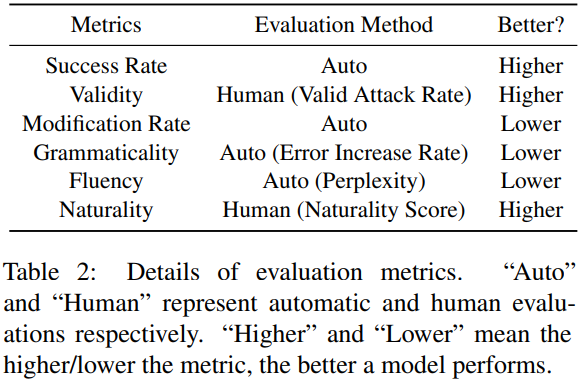 Metrics Evaluation Method Better?
Success Rate Auto Higher
Validity Human (Valid Attack Rate) Higher
Modification Rate Auto Lower
Grammaticality Auto (Error Increase Rate) Lower
Fluency Auto (Perplexity) Lower
Naturality Human (Naturality Score) Higher
Table 2: Details of evaluation metrics. “Auto”
and “Human” represent automatic and human evalu-
ations respectively. “Higher” and “Lower” mean the
higher/lower the metric, the better a model performs.